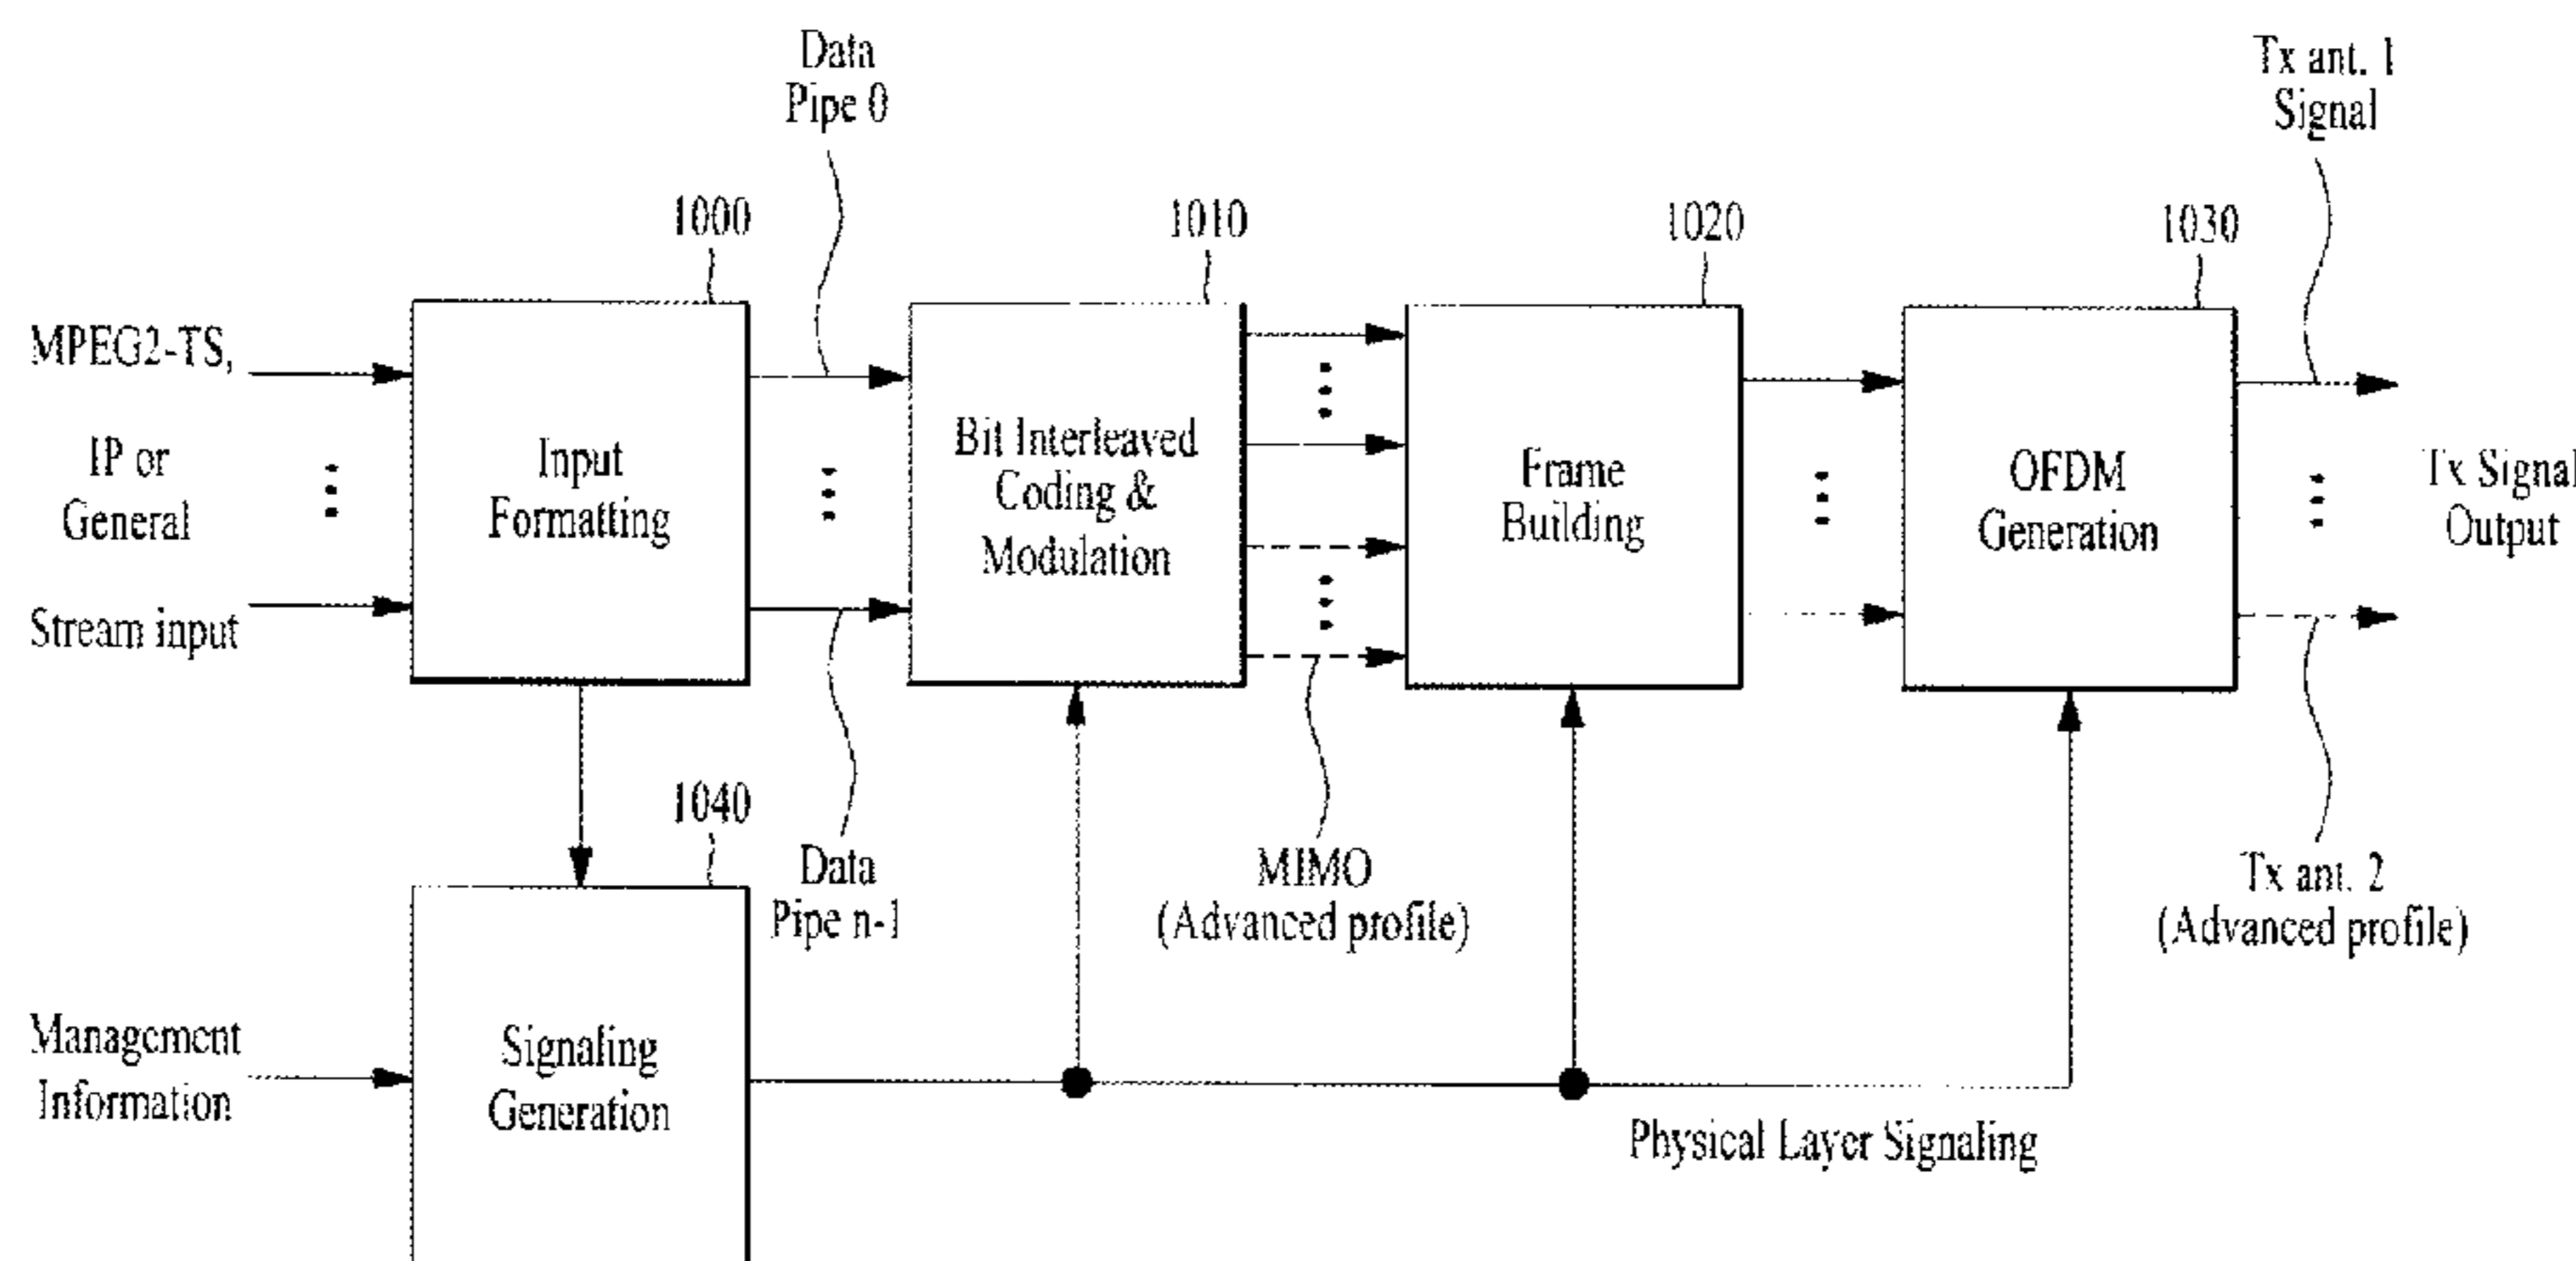 Data
Pipe 0
Tx ant. 1
Signal
1000
1010
1020
1030
MPEG2-TS,
IP or
General
Stream input
Input
Formatting
Bit Interleaved
Coding &
Modulation
Frame
Building
OFDM
Generation
Tx Signal
Output
1040
Data
Pipe n-1
MIMO
(Advanced profile)
Tx ant. 2
(Advanced profile)
Management
Information
Signaling
Generation
Physical Layer Signaling